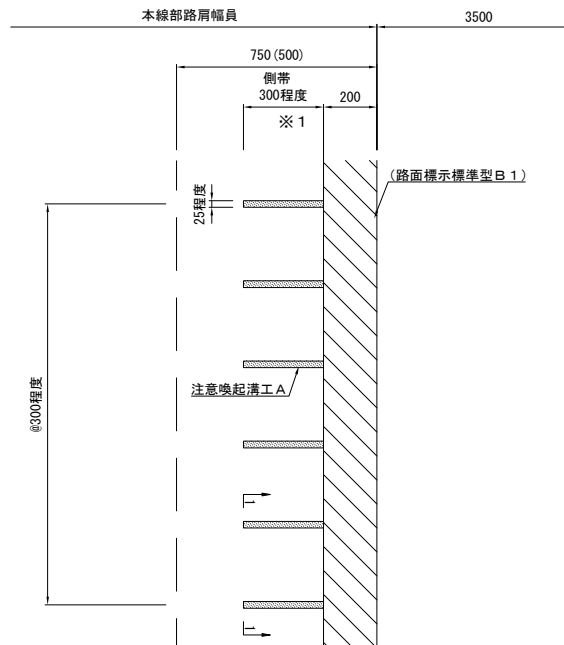 本線部路肩幅員
3500
750(500)
側帯
300程度
200
※1
(路面標示標準型B1)
25程度
注意喚起溝工A
@300程度
1
1